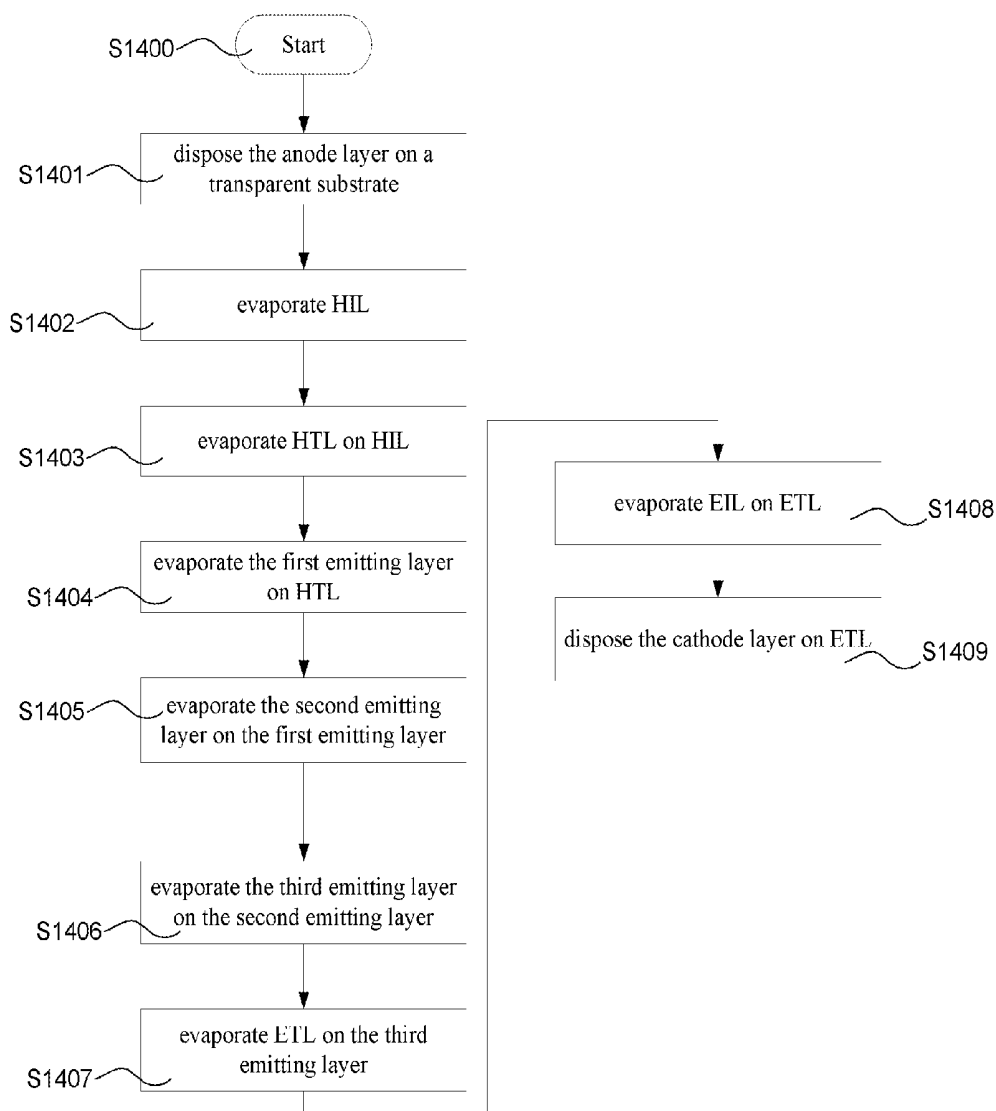 S1400
Start
S1401
dispose the anode layer on a
transparent substrate
S1402
evaporate HIL
S1403
evaporate HTL on HIL
S1404
evaporate the first emitting layer
on HTL
S1405
evaporate the second emitting
layer on the first emitting layer
S1406
evaporate the third emitting layer
on the second emitting layer
S1407
evaporate ETL on the third
emitting layer
evaporate EIL on ETL
S1408
dispose the cathode layer on ETL
S1409